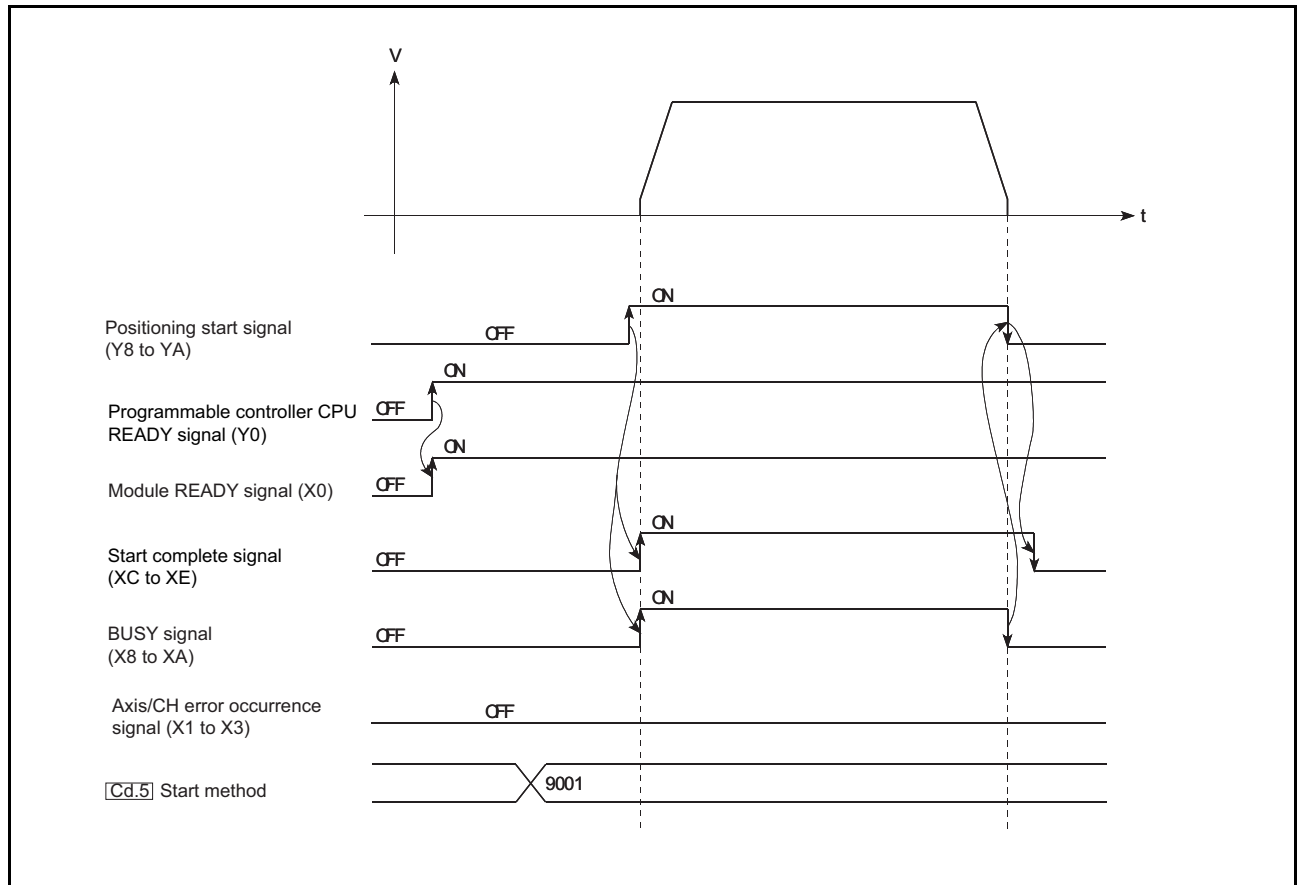 V
t
Positioning start signal
(Y8 to YA)
OFF
ON
Programmable controller CPU
READY signal (Y0)
OFF
ON
Module READY signal (X0)
OFF
ON
Start complete signal
(XC to XE)
OFF
ON
BUSY signal
(X8 to XA)
OFF
ON
Axis/CH error occurrence
signal (X1 to X3)
OFF
Cd.5 Start method
9001